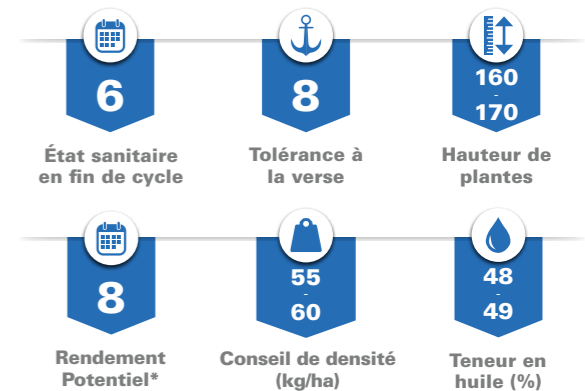 6
État sanitaire
en fin de cycle
8
Tolérance à
la verse
160
-
170
Hauteur de
plantes
8
Rendement
Potentiel*
55
-
60
Conseil de densité
(kg/ha)
48
-
49
Teneur en
huile (%)